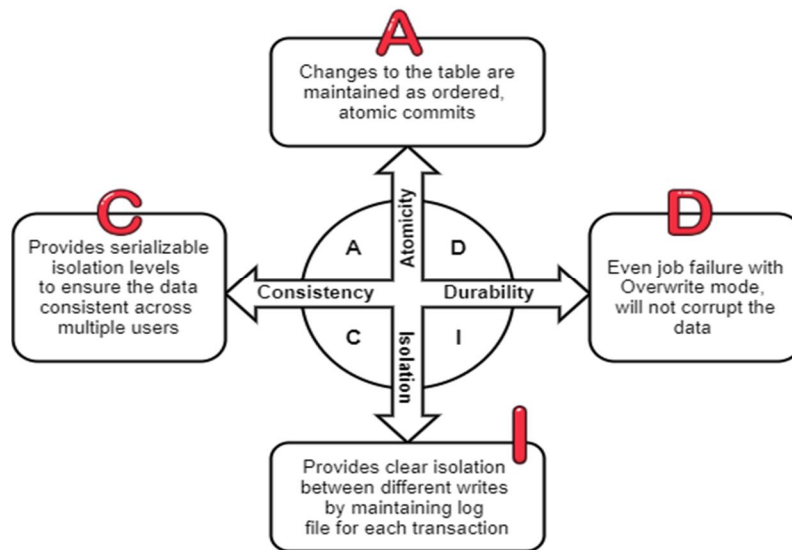 A
Changes to the table are
maintained as ordered,
atomic commits
C
Provides serializable
isolation levels
to ensure the data
consistent across
multiple users
A
Atomicity
D
Consistency
Durability
C
Isolation
I
D
Even job failure with
Overwrite mode,
will not corrupt the
data
I
Provides clear isolation
between different writes
by maintaining log
file for each transaction